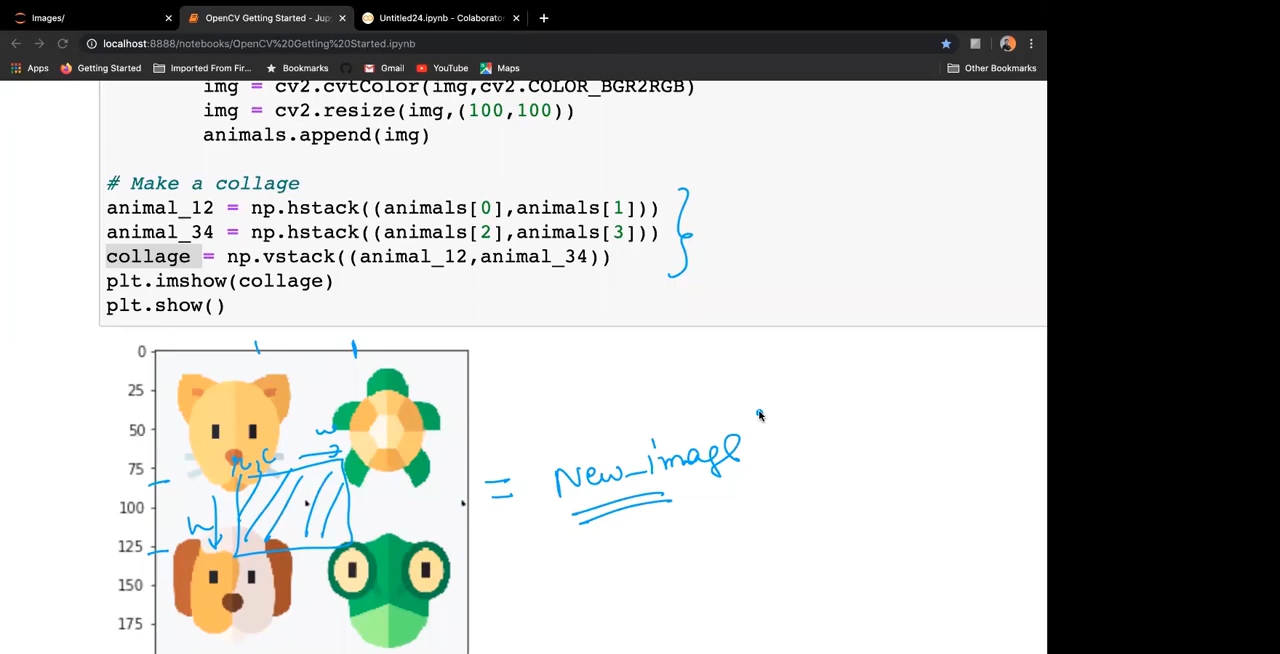 Images/
OpenCV Getting Started - Jup
Untitled24.ipynb - Colaborato
localhost:8888/notebooks/OpenCV%20Getting%20Started.ipynb
Apps Getting Started Imported From Fir... Bookmarks Gmail YouTube Maps Other Bookmarks
img = cv2.cvtColor(img,cv2.COLOR_BGR2RGB)
img = cv2.resize(img,(100,100))
animals.append(img)
# Make a collage
animal_12 = np.hstack((animals[0],animals[1]))
animal_34 = np.hstack((animals[2],animals[3]))
collage = np.vstack((animal_12,animal_34))
plt.imshow(collage)
plt.show()
0
25
50
75
100
125
150
175
w
h
= New_image